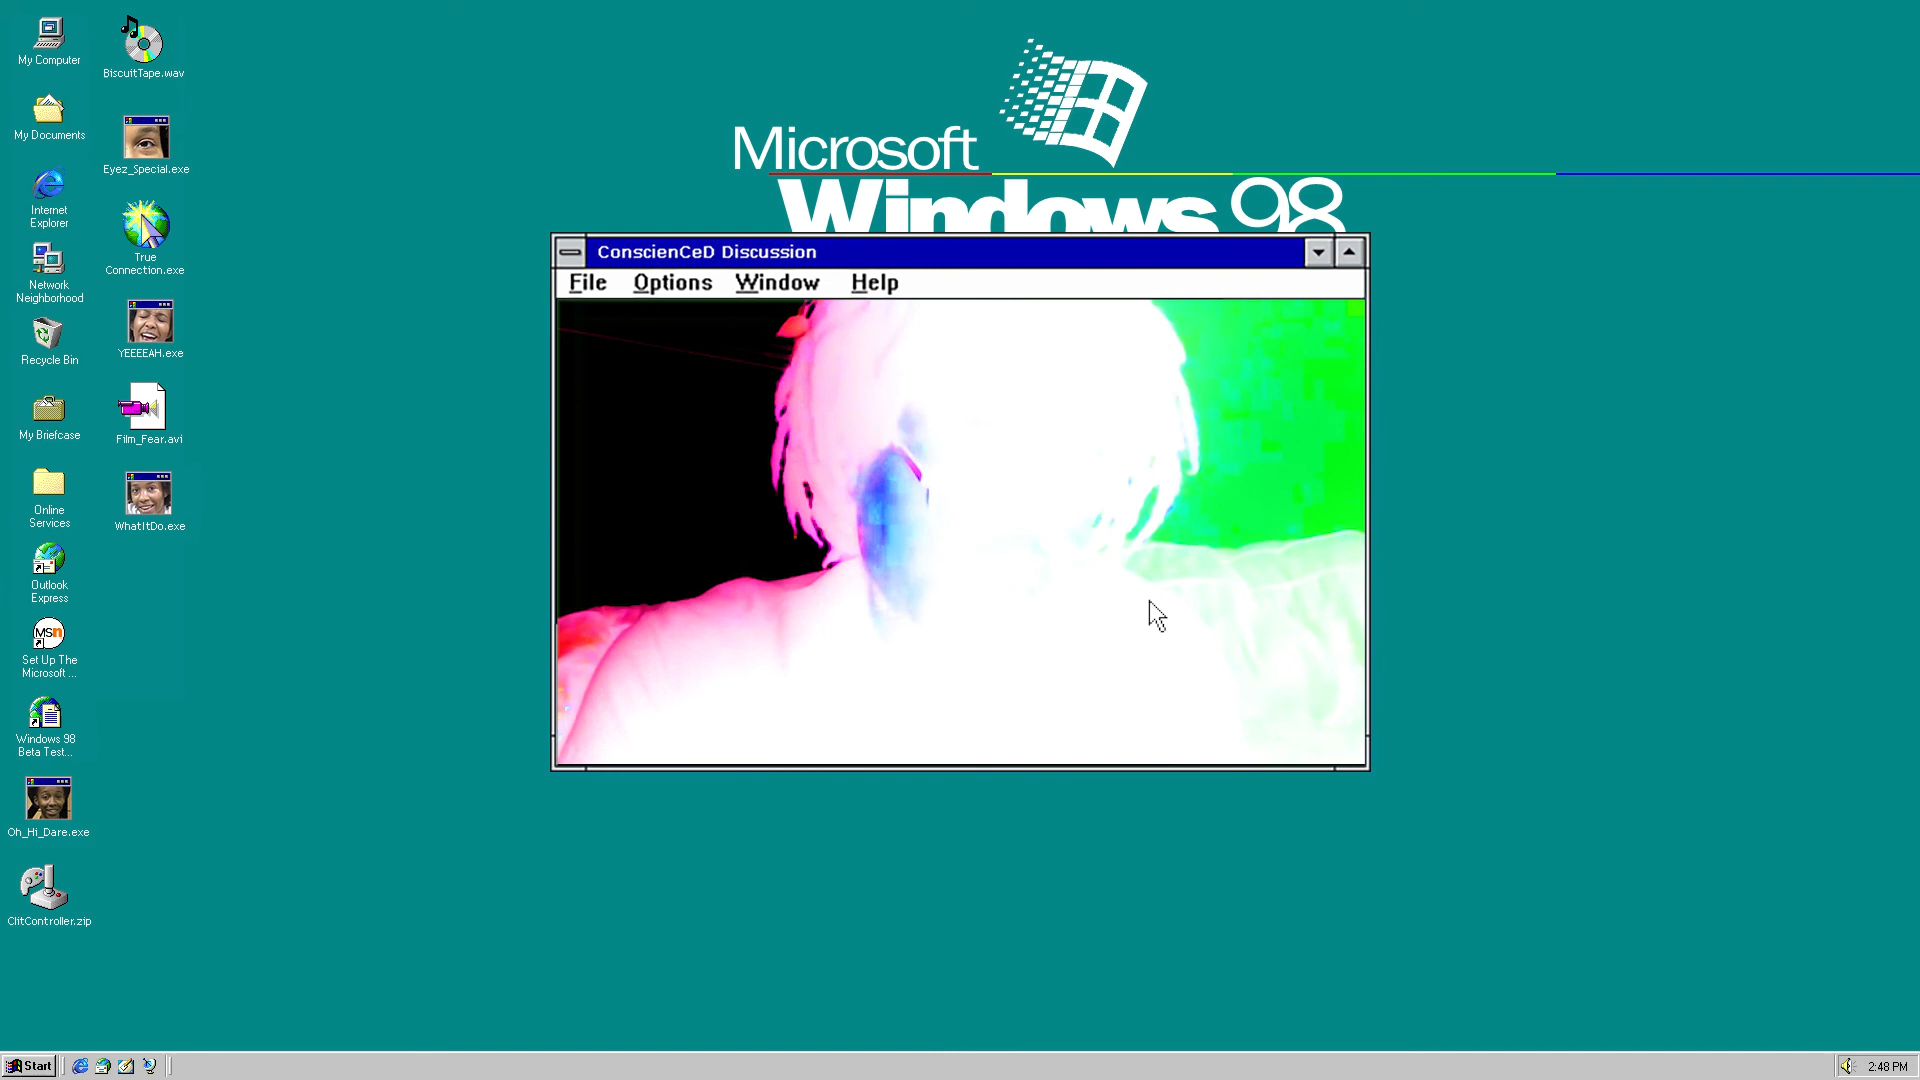 My Computer
BiscuitTape.wav
My Documents
Eyez_Special.exe
Internet
Explorer
True
Connection.exe
Network
Neighborhood
YEEEEAH.exe
Recycle Bin
Film_Fear.avi
My Briefcase
WhatItDo.exe
Online
Services
Outlook
Express
msn
Set Up The
Microsoft ...
Windows 98
Beta Test...
Oh_Hi_Dare.exe
ClitController.zip
Microsoft
Windows 98
ConscienCeD Discussion
File Options Window Help
Start
2:48 PM